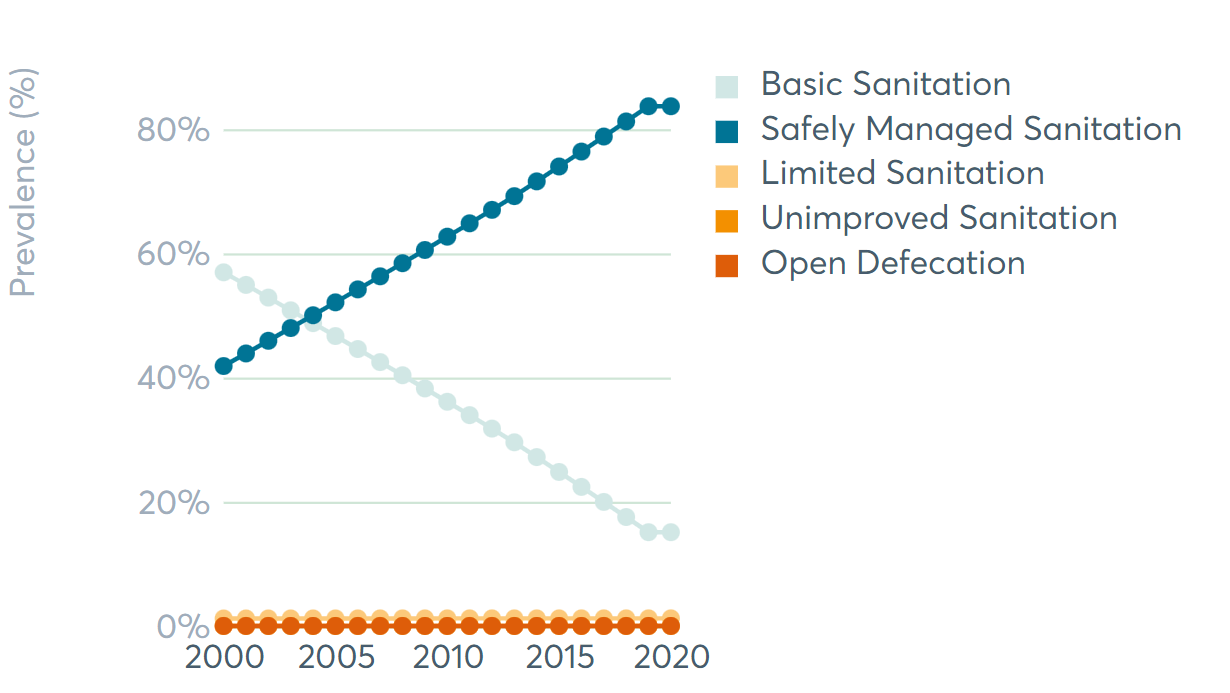 Prevalence (%)
80%
60%
40%
20%
0%
2000 2005 2010 2015 2020
Basic Sanitation
Safely Managed Sanitation
Limited Sanitation
Unimproved Sanitation
Open Defecation